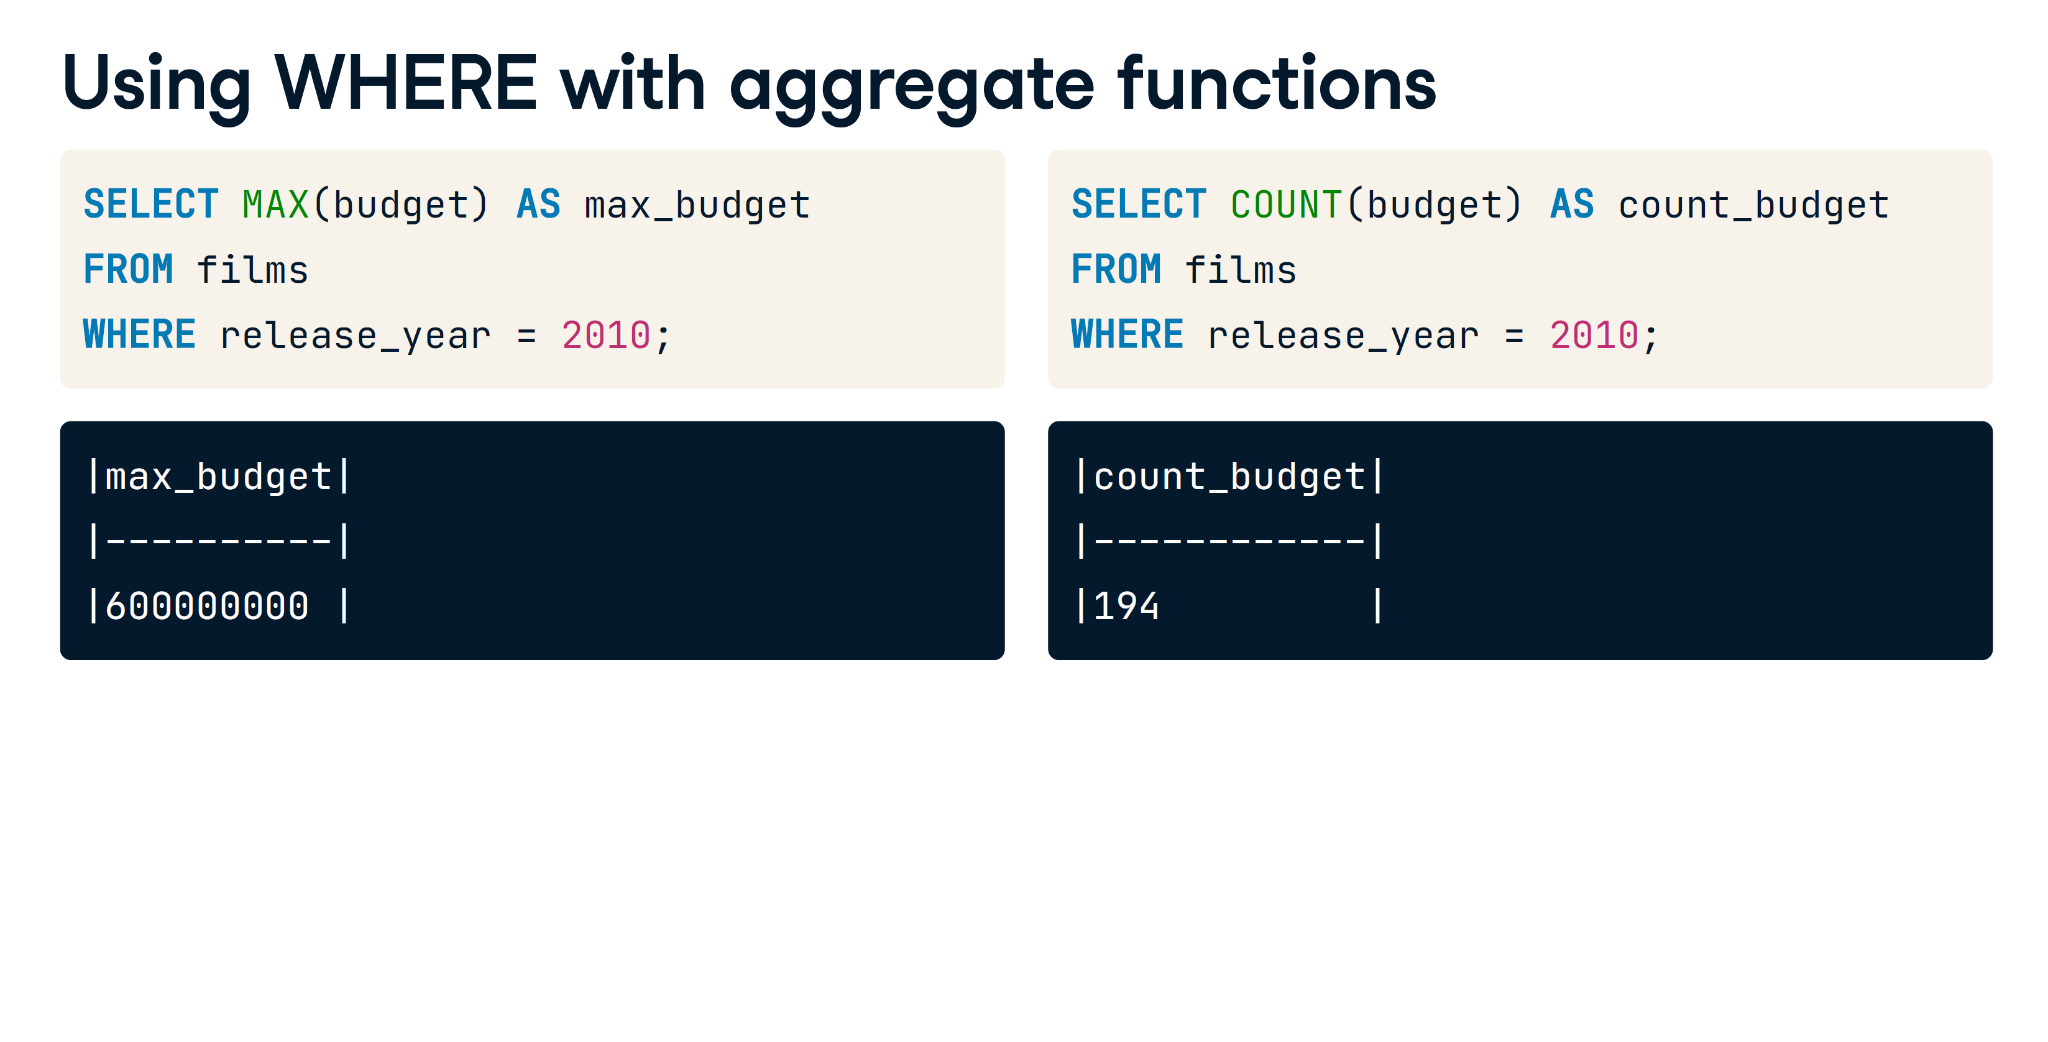 Using WHERE with aggregate functions
SELECT MAX(budget) AS max_budget
FROM films
WHERE release_year = 2010;
|max_budget|
|----------|
|600000000 |
SELECT COUNT(budget) AS count_budget
FROM films
WHERE release_year = 2010;
|count_budget|
|------------|
|194         |